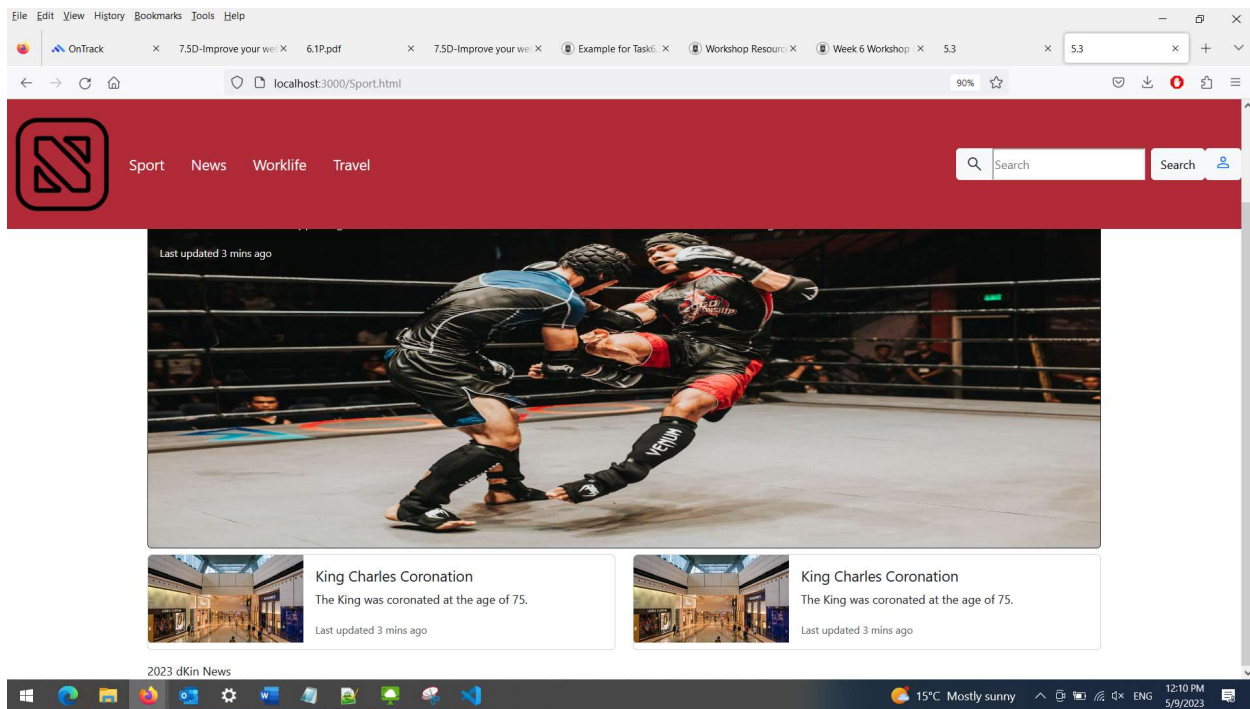 File Edit View History Bookmarks Tools Help
OnTrack 7.5D-Improve your we 6.1P.pdf 7.5D-Improve your we Example for Task6. Workshop Resource Week 6 Workshop 5.3 5.3
localhost:3000/Sport.html 90%
Sport News Worklife Travel Search Search
Last updated 3 mins ago
VENUM
King Charles Coronation King Charles Coronation
The King was coronated at the age of 75. The King was coronated at the age of 75.
Last updated 3 mins ago Last updated 3 mins ago
2023 dKin News
15°C Mostly sunny ENG 12:10 PM
5/9/2023